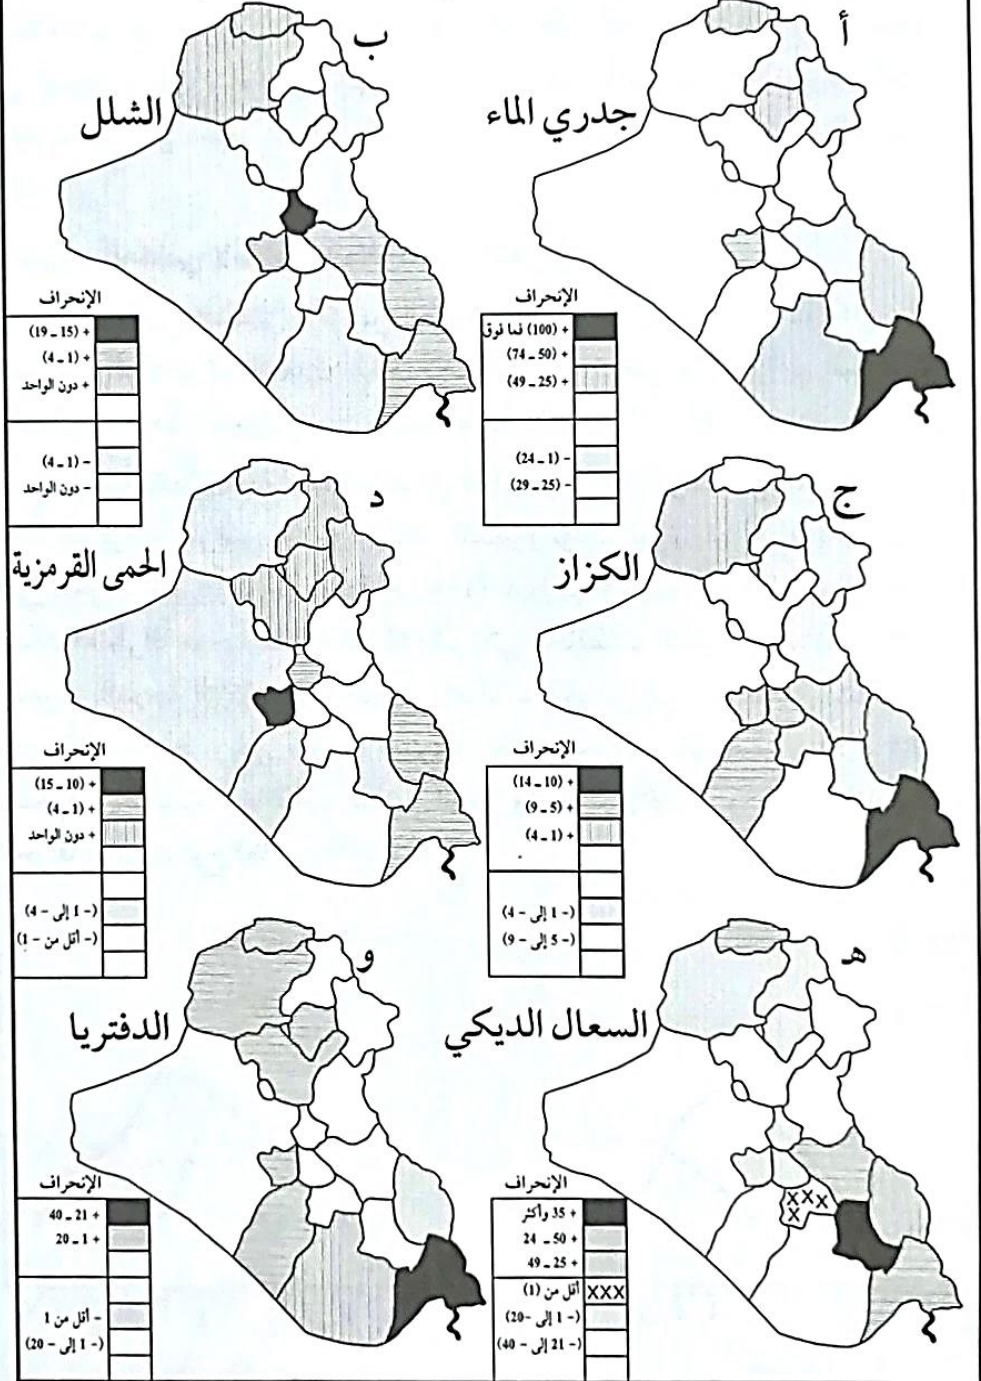 أ
جدري الماء
الإنحراف
+ (100) فما فوق
+ (50 ـ 74)
+ (25 ـ 49)
- (1 ـ 24)
- (25 ـ 29)
ب
الشلل
الإنحراف
+ (15 ـ 19)
+ (1 ـ 4)
+ دون الواحد
- (1 ـ 4)
- دون الواحد
ج
الكزاز
الإنحراف
+ (10 ـ 14)
+ (5 ـ 9)
+ (1 ـ 4)
(- 1 إلى - 4)
(- 5 إلى - 9)
د
الحمى القرمزية
الإنحراف
+ (10 ـ 15)
+ (1 ـ 4)
+ دون الواحد
(- 1 إلى - 4)
(- أقل من - 1)
هـ
السعال الديكي
الإنحراف
+ 35 وأكثر
+ 50 ـ 24
+ 25 ـ 49
أقل من (1) XXX
(- 1 إلى -20)
(- 21 إلى - 40)
X X X
X
و
الدفتريا
الإنحراف
+ 21 ـ 40
+ 1 ـ 20
- أقل من 1
(- 1 إلى - 20)